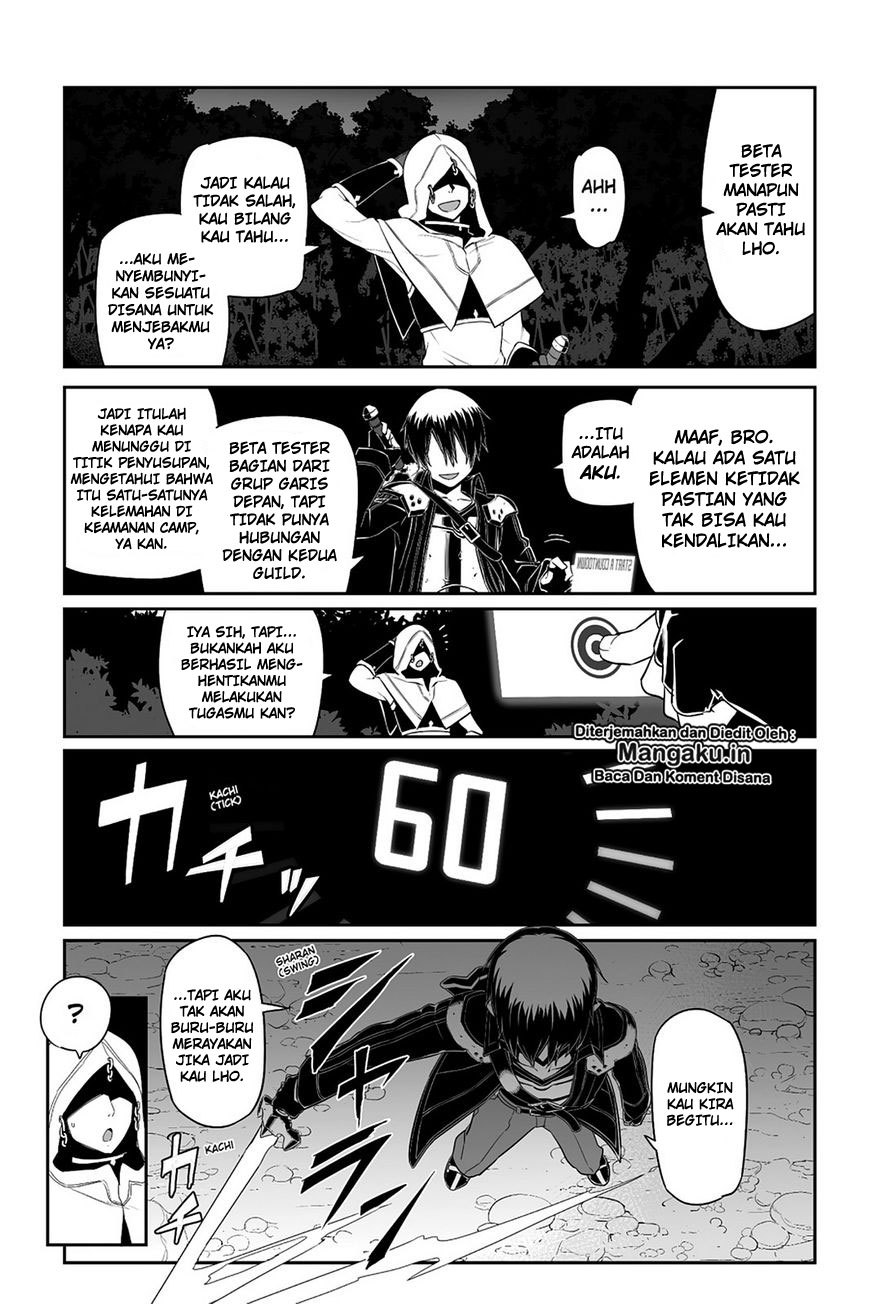 BETA
TESTER
MANAPUN
PASTI
AKAN TAHU
LHO.
AHH
...
JADI KALAU
TIDAK SALAH,
KAU BILANG
KAU TAHU...
...AKU ME-
NYEMBUNYI-
KAN SESUATU
DISANA UNTUK
MENJEBAKMU
YA?
MAAF, BRO.
KALAU ADA SATU
ELEMEN KETIDAK
PASTIAN YANG
TAK BISA KAU
KENDALIKAN...
...ITU
ADALAH
AKU.
START A COUNTDOWN
BETA TESTER
BAGIAN DARI
GRUP GARIS
DEPAN, TAPI
TIDAK PUNYA
HUBUNGAN
DENGAN KEDUA
GUILD.
JADI ITULAH
KENAPA KAU
MENUNGGU DI
TITIK PENYUSUPAN,
MENGETAHUI BAHWA
ITU SATU-SATUNYA
KELEMAHAN DI
KEAMANAN CAMP,
YA KAN.
IYA SIH, TAPI...
BUKANKAH AKU
BERHASIL MENG-
HENTIKANMU
MELAKUKAN
TUGASMU KAN?
Diterjemahkan dan Diedit Oleh :
Mangaku.in
Baca Dan Koment Disana
60
カチッ
KACHI
(TICK)
MUNGKIN
KAU KIRA
BEGITU...
SHARAN
(SWING)
...TAPI AKU
TAK AKAN
BURU-BURU
MERAYAKAN
JIKA JADI
KAU LHO.
KACHI
カチッ
?